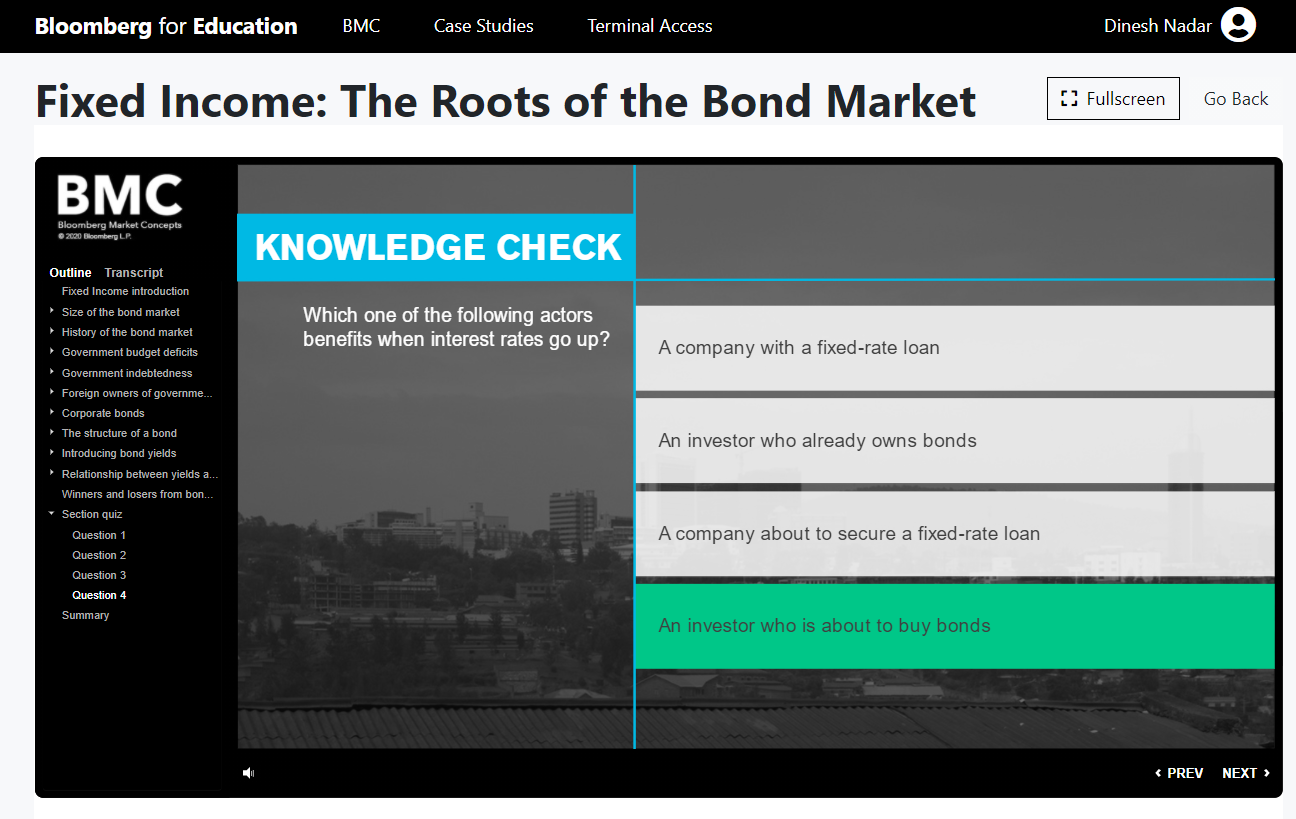 Bloomberg for Education
BMC
Case Studies
Terminal Access
Dinesh Nadar
Fixed Income: The Roots of the Bond Market
Fullscreen
Go Back
BMC
Bloomberg Market Concepts
© 2020 Bloomberg L.P.
Outline
Transcript
Fixed Income introduction
Size of the bond market
History of the bond market
Government budget deficits
Government indebtedness
Foreign owners of governme...
Corporate bonds
The structure of a bond
Introducing bond yields
Relationship between yields a...
Winners and losers from bon...
Section quiz
Question 1
Question 2
Question 3
Question 4
Summary
KNOWLEDGE CHECK
Which one of the following actors
benefits when interest rates go up?
A company with a fixed-rate loan
An investor who already owns bonds
A company about to secure a fixed-rate loan
An investor who is about to buy bonds
PREV
NEXT